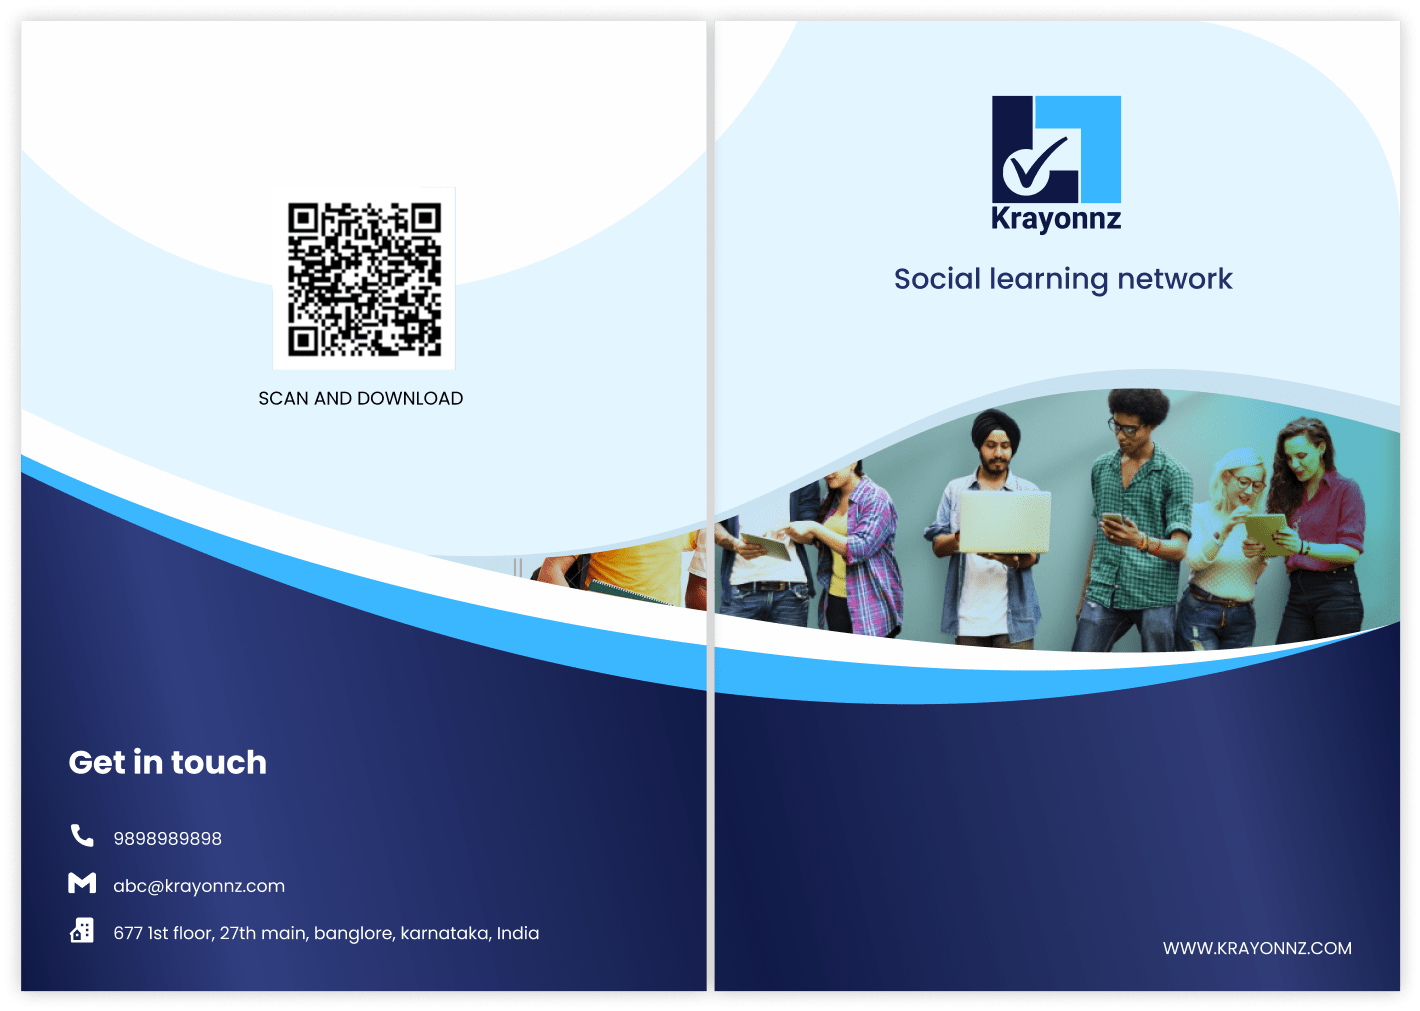 SCAN AND DOWNLOAD
Get in touch
9898989898
abc@krayonnz.com
677 1st floor, 27th main, banglore, karnataka, India
Krayonnz
Social learning network
WWW.KRAYONNZ.COM